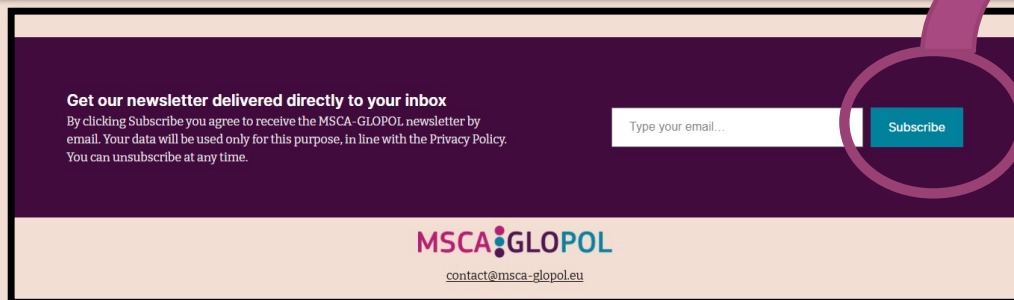 Get our newsletter delivered directly to your inbox
By clicking Subscribe you agree to receive the MSCA-GLOPOL newsletter by
email. Your data will be used only for this purpose, in line with the Privacy Policy.
You can unsubscribe at any time.
Type your email...
Subscribe
MSCA GLOPOL
contact@msca-glopol.eu